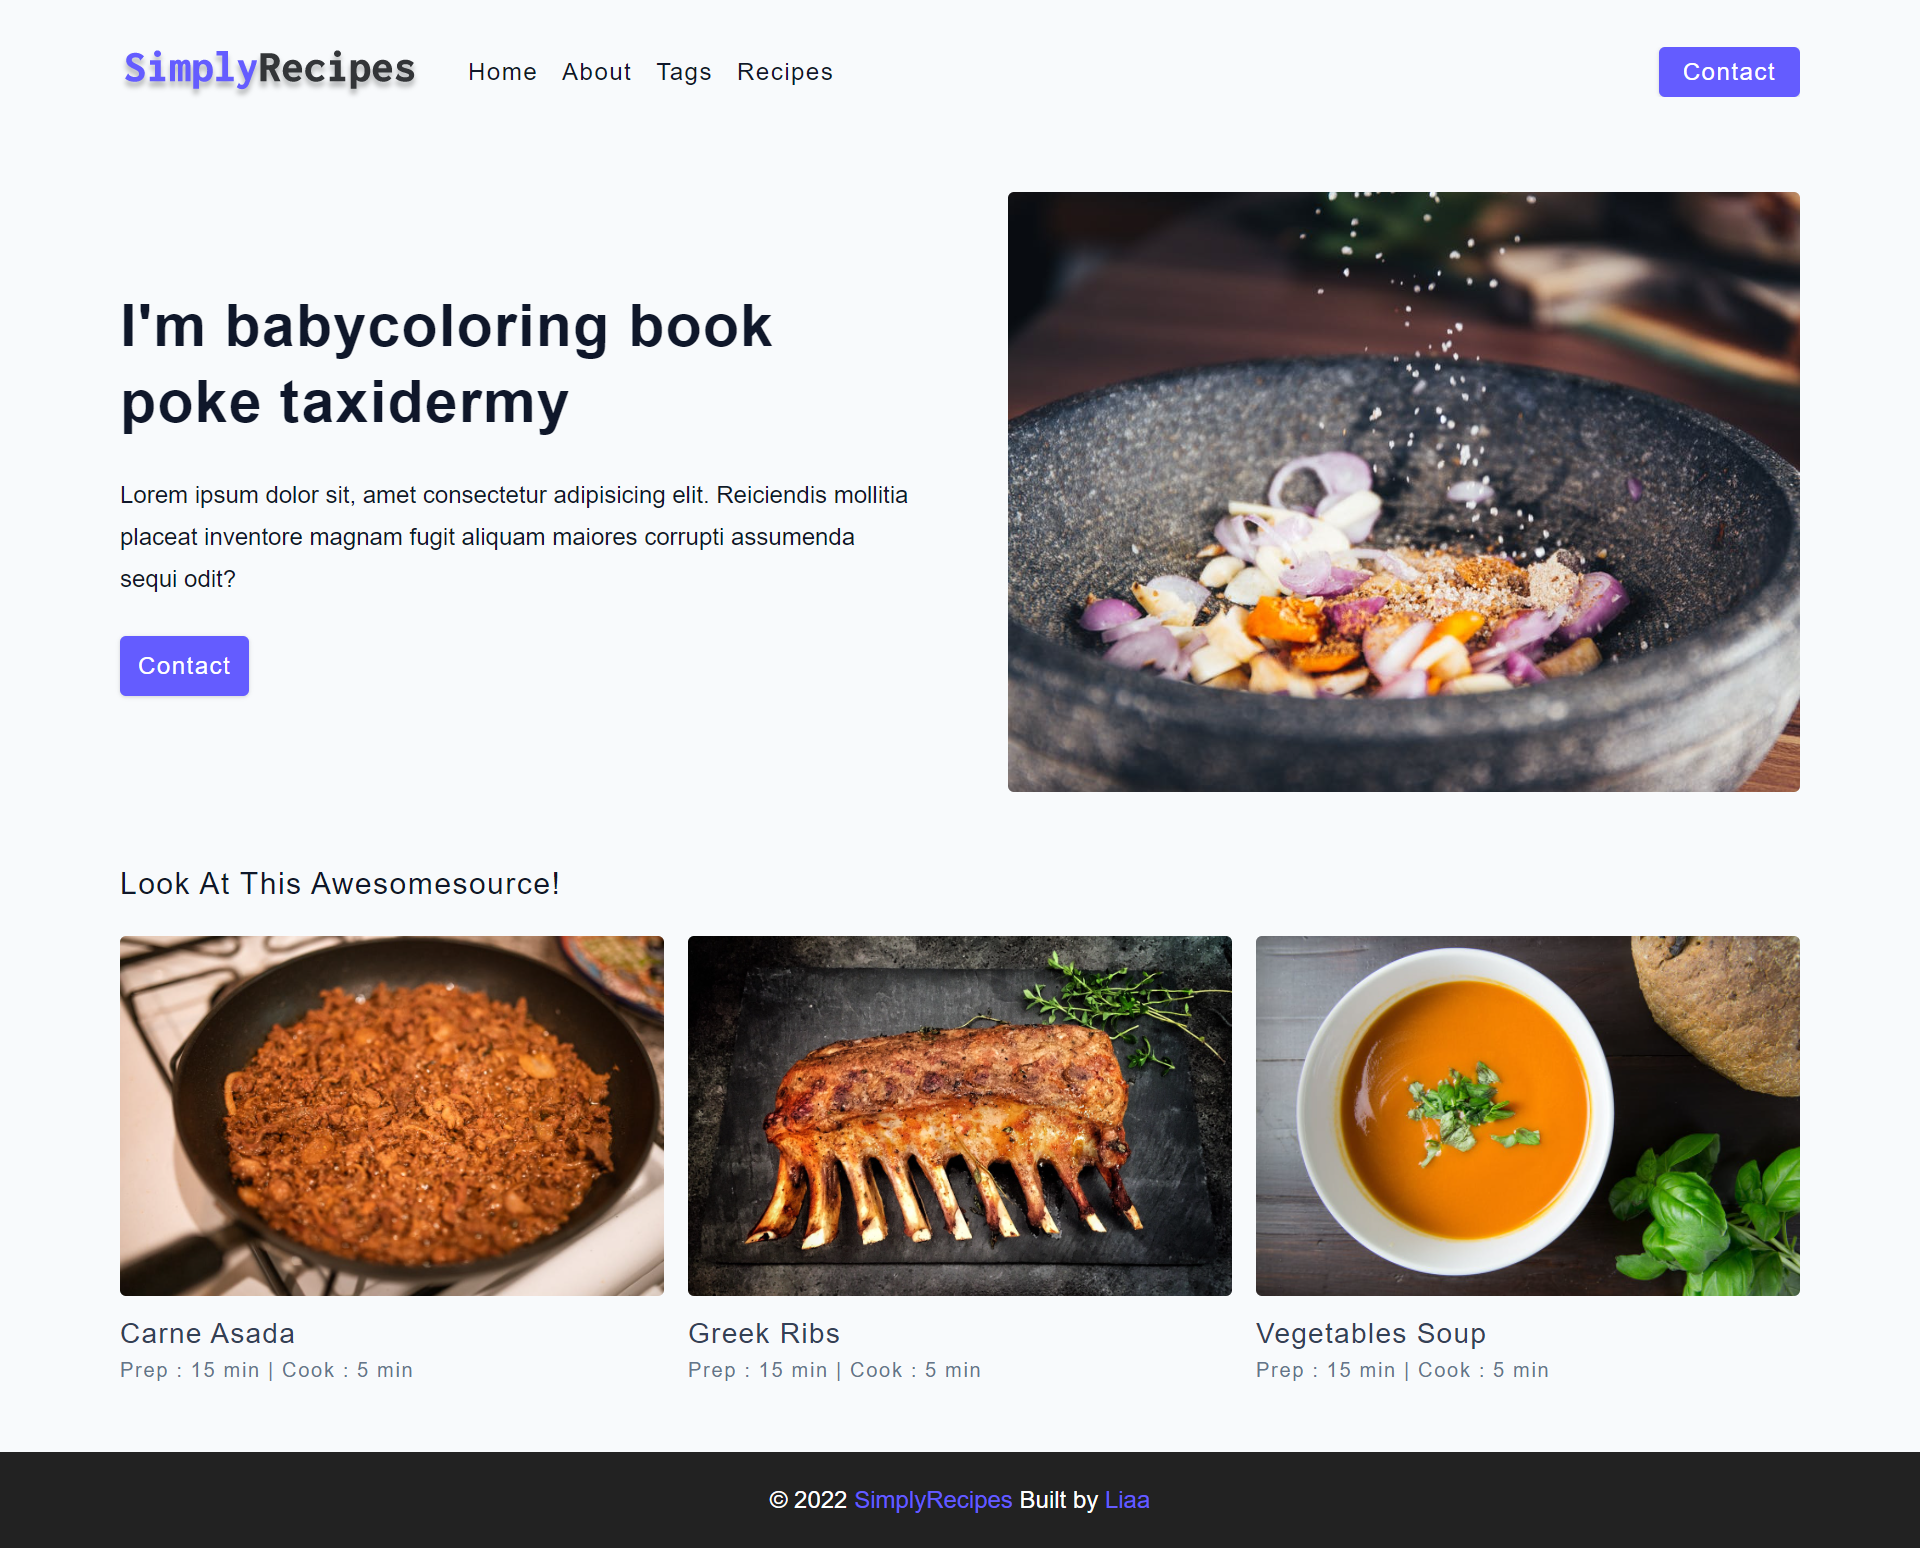 SimplyRecipes
Home About Tags Recipes
Contact
I'm babycoloring book
poke taxidermy
Lorem ipsum dolor sit, amet consectetur adipisicing elit. Reiciendis mollitia
placeat inventore magnam fugit aliquam maiores corrupti assumenda
sequi odit?
Contact
Look At This Awesomesource!
Carne Asada
Prep : 15 min | Cook : 5 min
Greek Ribs
Prep : 15 min | Cook : 5 min
Vegetables Soup
Prep : 15 min | Cook : 5 min
© 2022 SimplyRecipes Built by Liaa